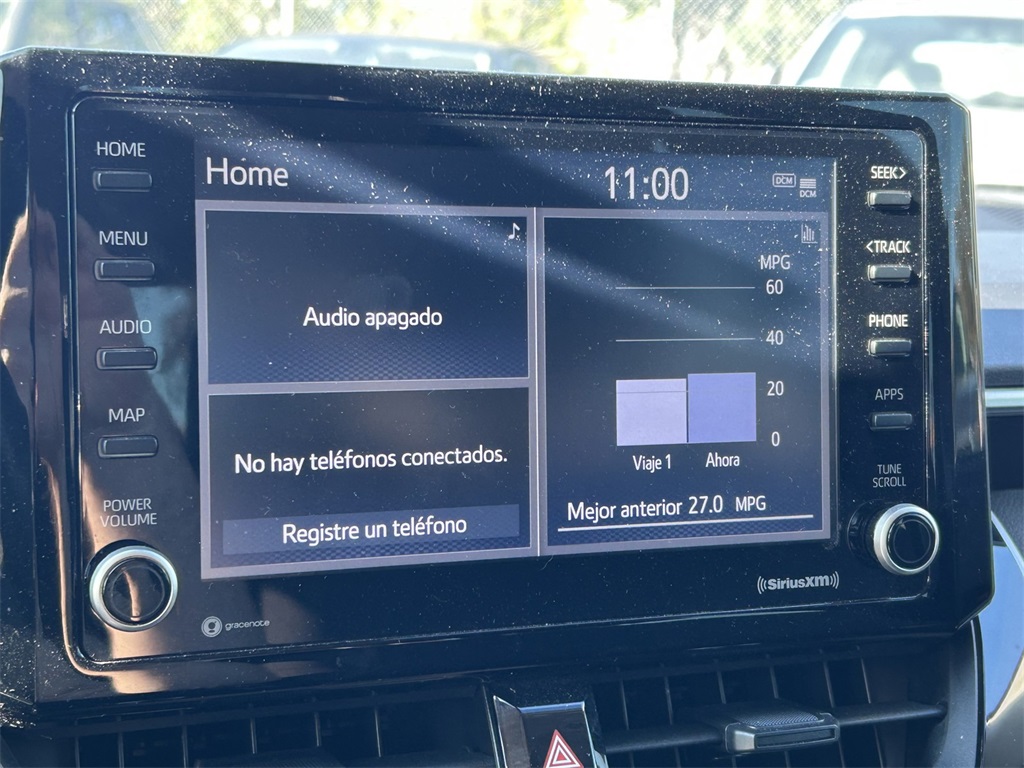 HOME
MENU
AUDIO
MAP
POWER
VOLUME
Home
11:00
DCM
DCM
Audio apagado
No hay teléfonos conectados.
Registre un teléfono
MPG
60
40
20
0
Viaje 1
Ahora
Mejor anterior 27.0 MPG
SEEK>
<TRACK
PHONE
APPS
TUNE
SCROLL
gracenote
((SiriusXM))